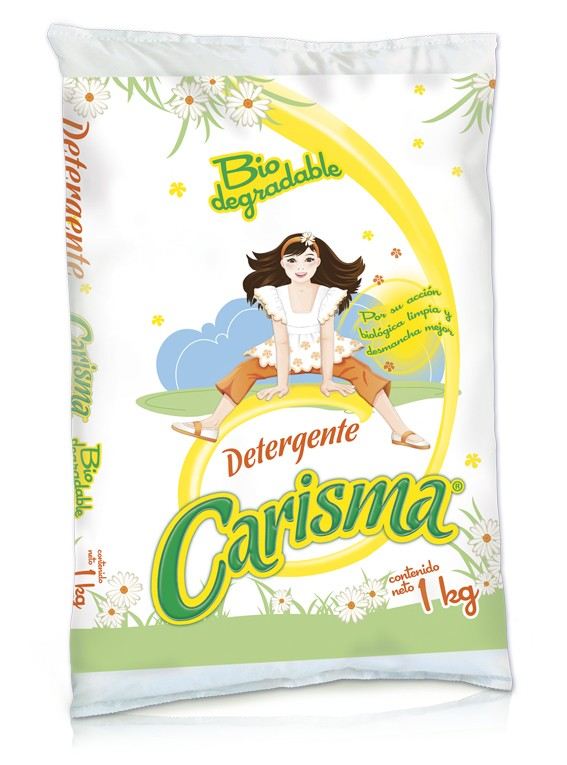 Bio
degradable
Por su acción
biológica limpia y
desmancha mejor
Detergente
Carisma®
contenido
neto 1 kg
Detergente
Carisma
Bio
degradable
contenido
neto 1 kg